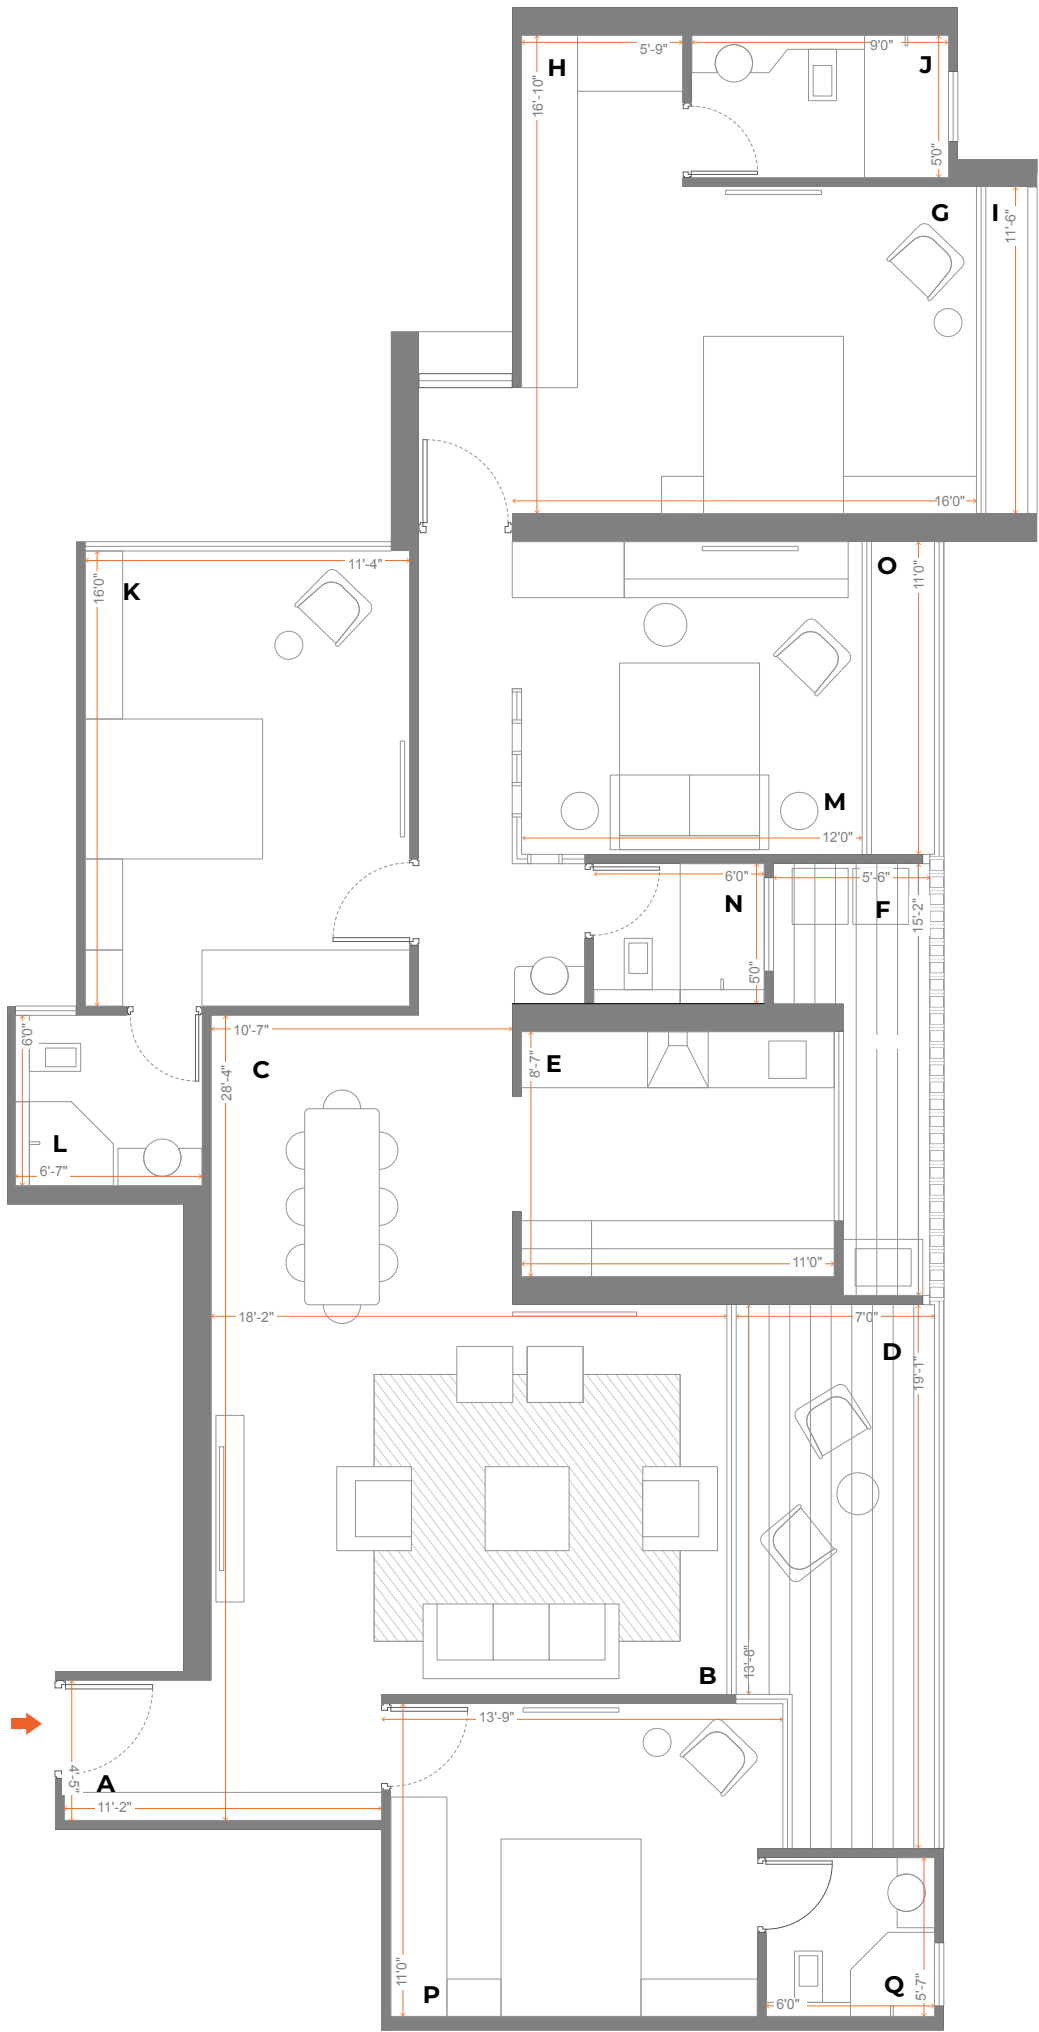 5'-9"
9'0"
H
J
16'-10"
5'0"
G
I
11'-6"
16'0"
11'-4"
K
16'0"
O
11'0"
M
12'0"
6'0"
5'-6"
N
F
15'-2"
5'0"
10'-7"
6'0"
C
28'-4"
E
8'-7"
L
6'-7"
11'0"
18'-2"
7'0"
D
19'-1"
B
13'-8"
13'-9"
A
4'-5"
11'-2"
11'0"
P
Q
5'-7"
6'0"